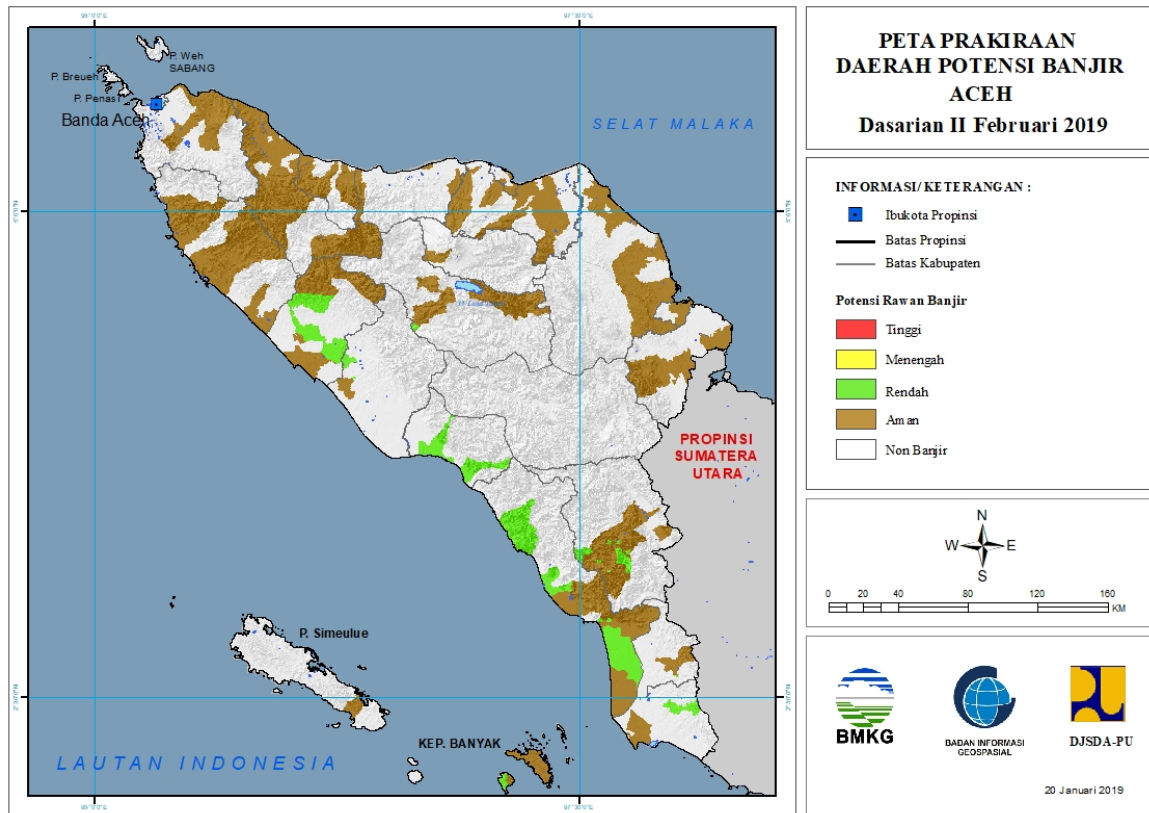 PETA PRAKIRAAN
DAERAH POTENSI BANJIR
ACEH
Dasarian II Februari 2019
INFORMASI/ KETERANGAN :
Ibukota Propinsi
Batas Propinsi
Batas Kabupaten
Potensi Rawan Banjir
Tinggi
Menengah
Rendah
Aman
Non Banjir
N
W E
S
0 20 40 80 120 160
KM
BMKG
BADAN INFORMASI
GEOSPASIAL
DJSDA-PU
20 Januari 2019
97°30'0"E
P. Weh
SABANG
P. Breueh
P. Penasi
Banda Aceh
SELAT MALAKA
PROPINSI
SUMATERA
UTARA
P. Simeulue
KEP. BANYAK
LAUTAN INDONESIA